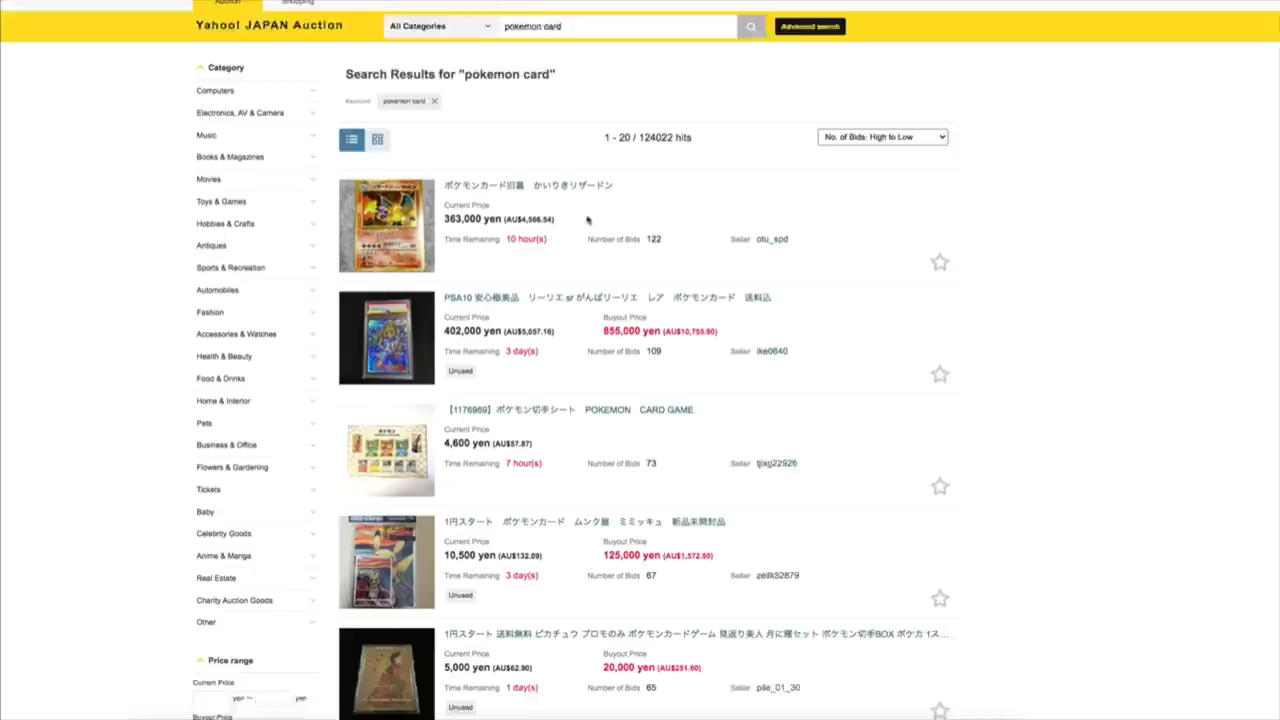 Auction
Shopping
Yahoo! JAPAN Auction
All Categories
pokemon card
Advanced search
Category
Computers
Electronics, AV & Camera
Music
Books & Magazines
Movies
Toys & Games
Hobbies & Crafts
Antiques
Sports & Recreation
Automobiles
Fashion
Accessories & Watches
Health & Beauty
Food & Drinks
Home & Interior
Pets
Business & Office
Flowers & Gardening
Tickets
Baby
Celebrity Goods
Anime & Manga
Real Estate
Charity Auction Goods
Other
Price range
Current Price
yen ~ yen
Buyout Price
Search Results for "pokemon card"
Keyword pokemon card
1 - 20 / 124022 hits
No. of Bids: High to Low
ポケモンカード旧裏 かいりきリザードン
Current Price
363,000 yen (AU$4,566.54)
Time Remaining 10 hour(s) Number of Bids 122 Seller otu_spd
PSA10 安心極美品 リーリエ sr がんばリーリエ レア ポケモンカード 送料込
Current Price Buyout Price
402,000 yen (AU$5,057.16) 855,000 yen (AU$10,755.90)
Time Remaining 3 day(s) Number of Bids 109 Seller ike0640
Unused
【1176969】ポケモン切手シート POKEMON CARD GAME
Current Price
4,600 yen (AU$57.87)
Time Remaining 7 hour(s) Number of Bids 73 Seller tjixg22926
1円スタート ポケモンカード ムンク展 ミミッキュ 新品未開封品
Current Price Buyout Price
10,500 yen (AU$132.09) 125,000 yen (AU$1,572.50)
Time Remaining 3 day(s) Number of Bids 67 Seller
Unused
1円スタート 送料無料 ピカチュウ プロモのみ ポケモンカードゲーム 見返り美人 月に雁セット ポケモン切手BOX ポケカ 1ス...
Current Price Buyout Price
5,000 yen (AU$62.90) 20,000 yen (AU$251.60)
Time Remaining 1 day(s) Number of Bids 65 Seller pile_01_30
Unused